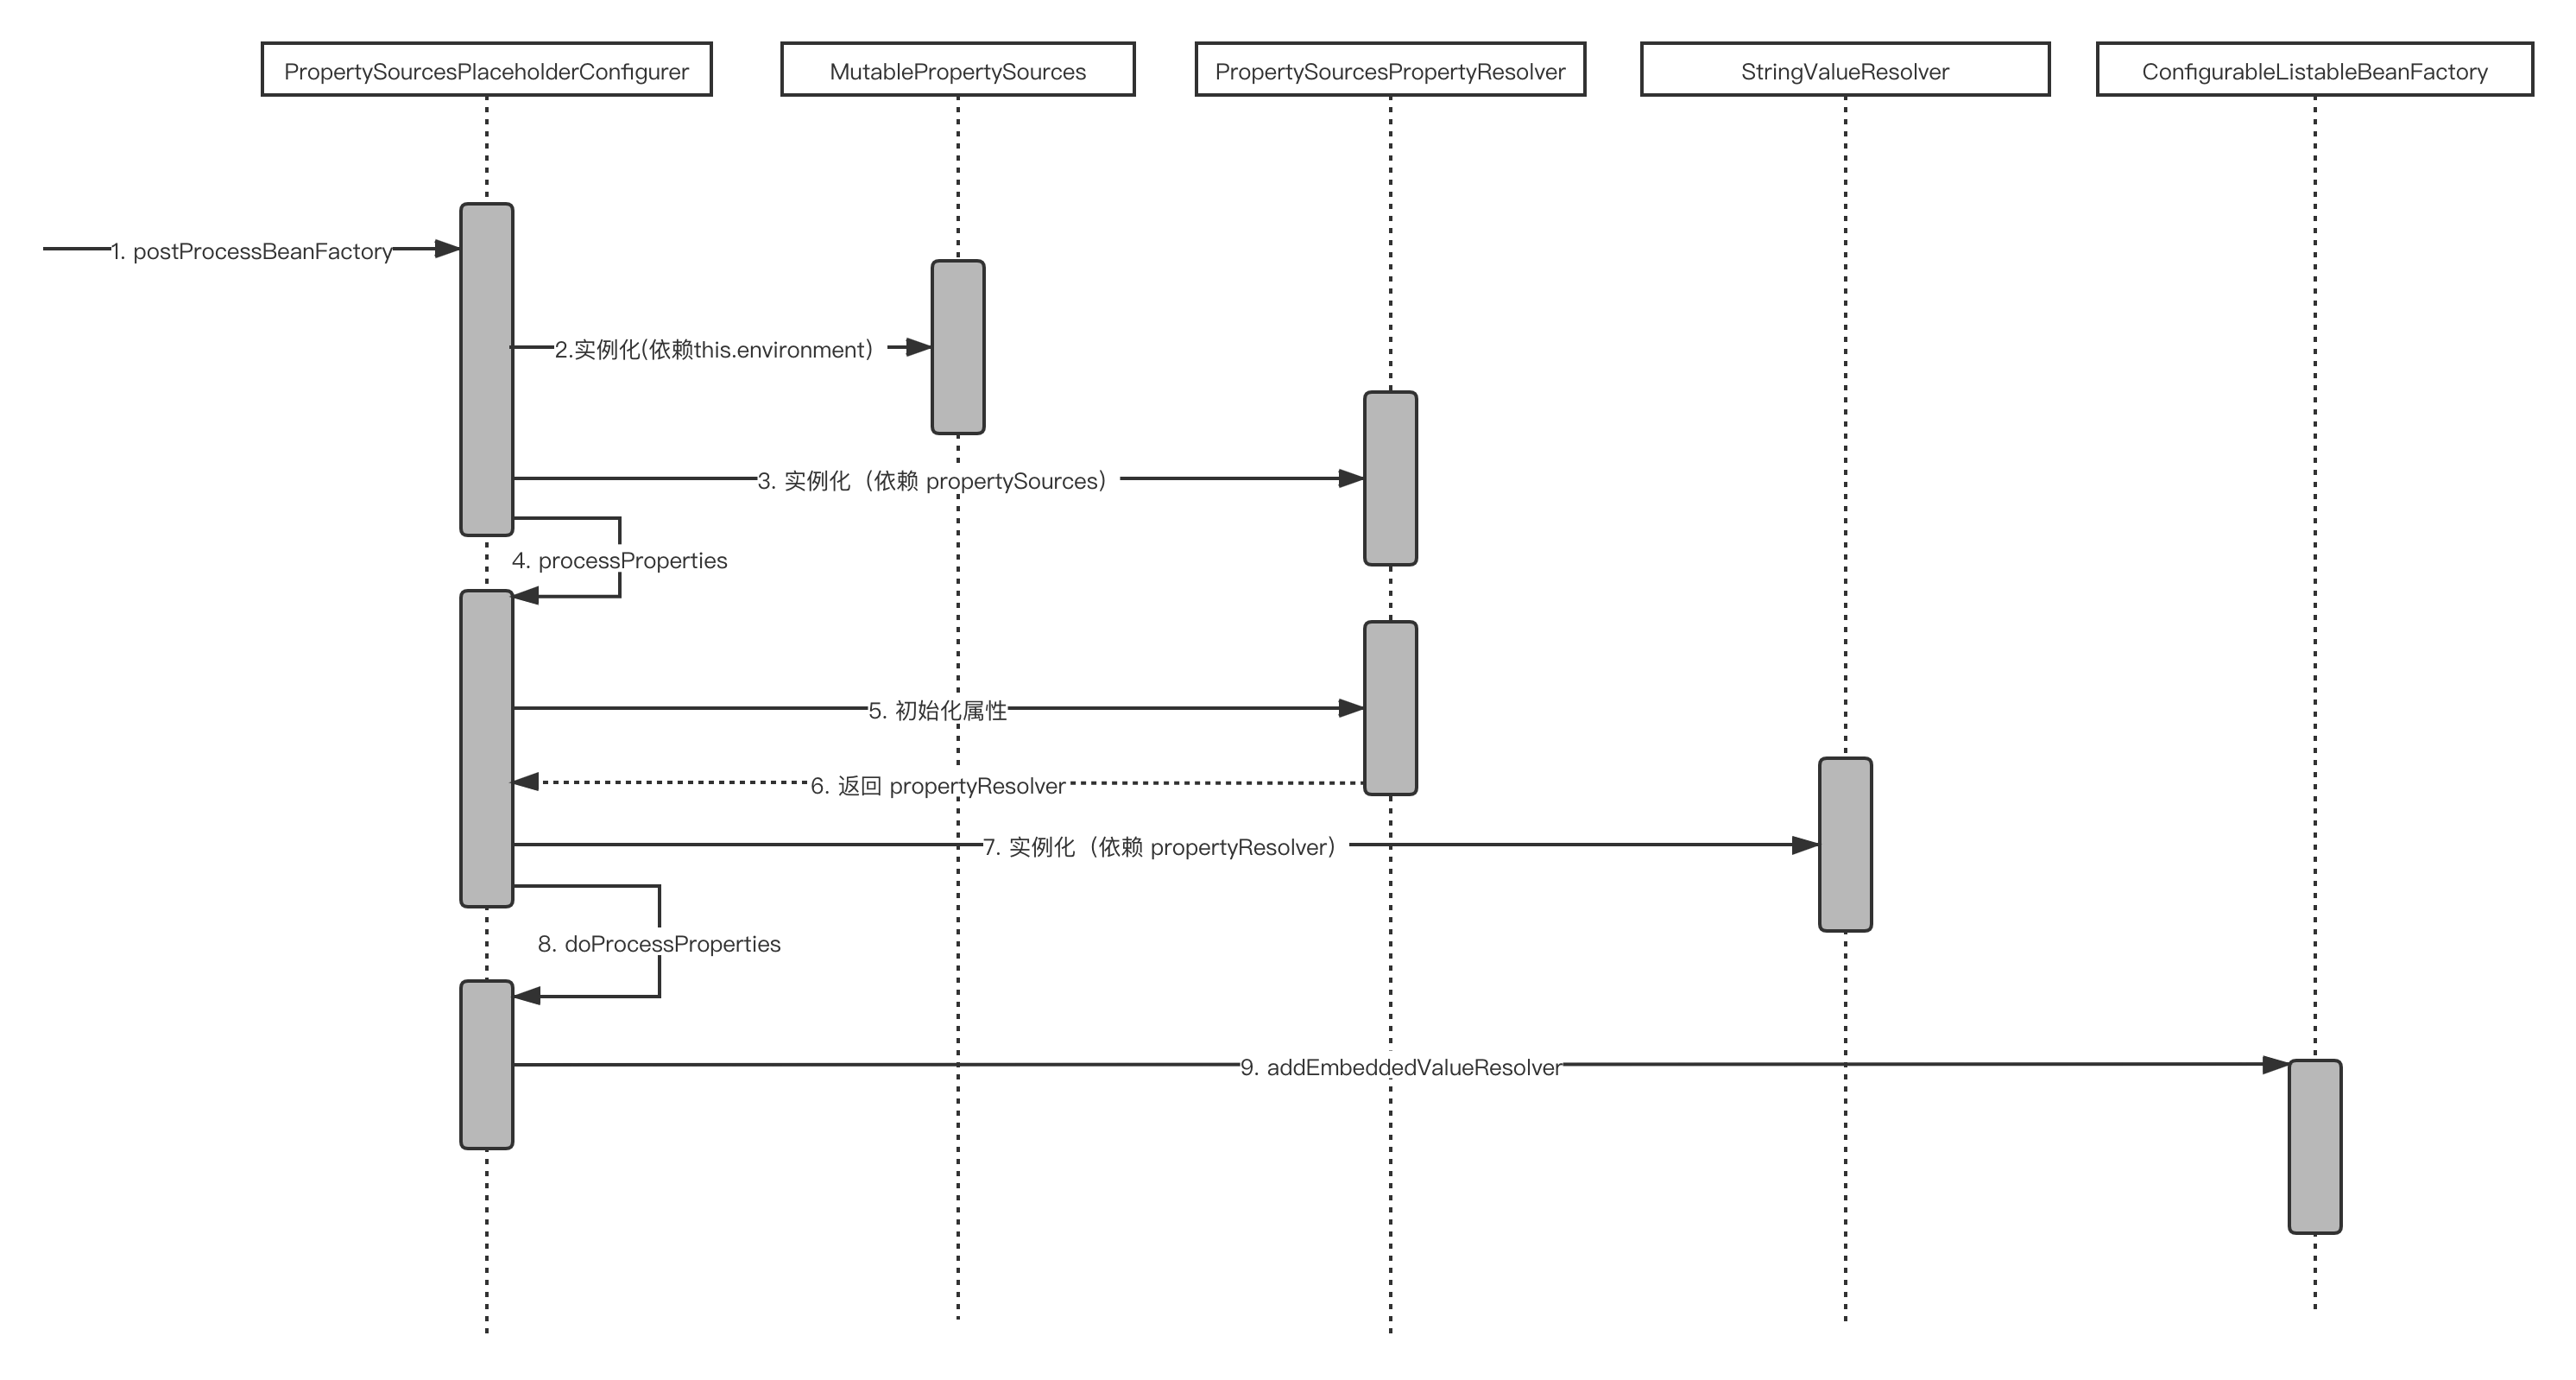 PropertySourcesPlaceholderConfigurer
MutablePropertySources
PropertySourcesPropertyResolver
StringValueResolver
ConfigurableListableBeanFactory
1. postProcessBeanFactory
2.实例化(依赖this.environment）
3. 实例化（依赖 propertySources）
4. processProperties
5. 初始化属性
6. 返回 propertyResolver
7. 实例化（依赖 propertyResolver）
8. doProcessProperties
9. addEmbeddedValueResolver